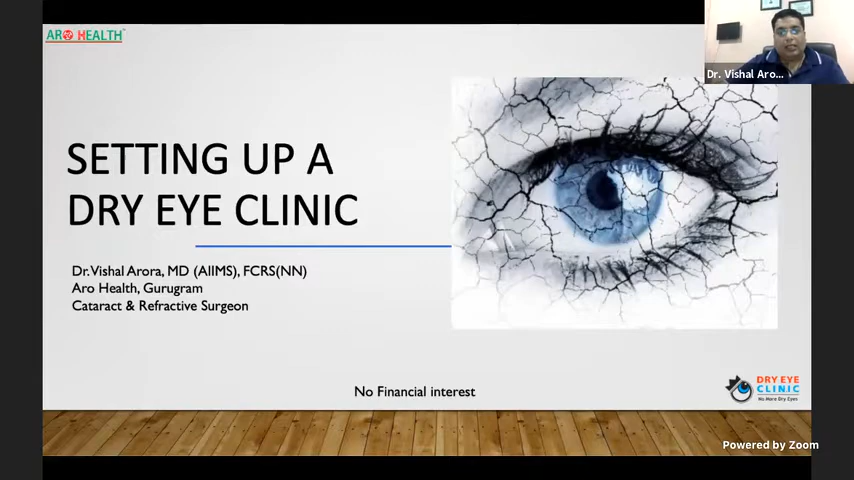 ARO HEALTH
Dr. Vishal Aro...
SETTING UP A
DRY EYE CLINIC
Dr.Vishal Arora, MD (AIIMS), FCRS(NN)
Aro Health, Gurugram
Cataract & Refractive Surgeon
No Financial interest
DRY EYE
CLINIC
No More Dry Eyes
Powered by Zoom